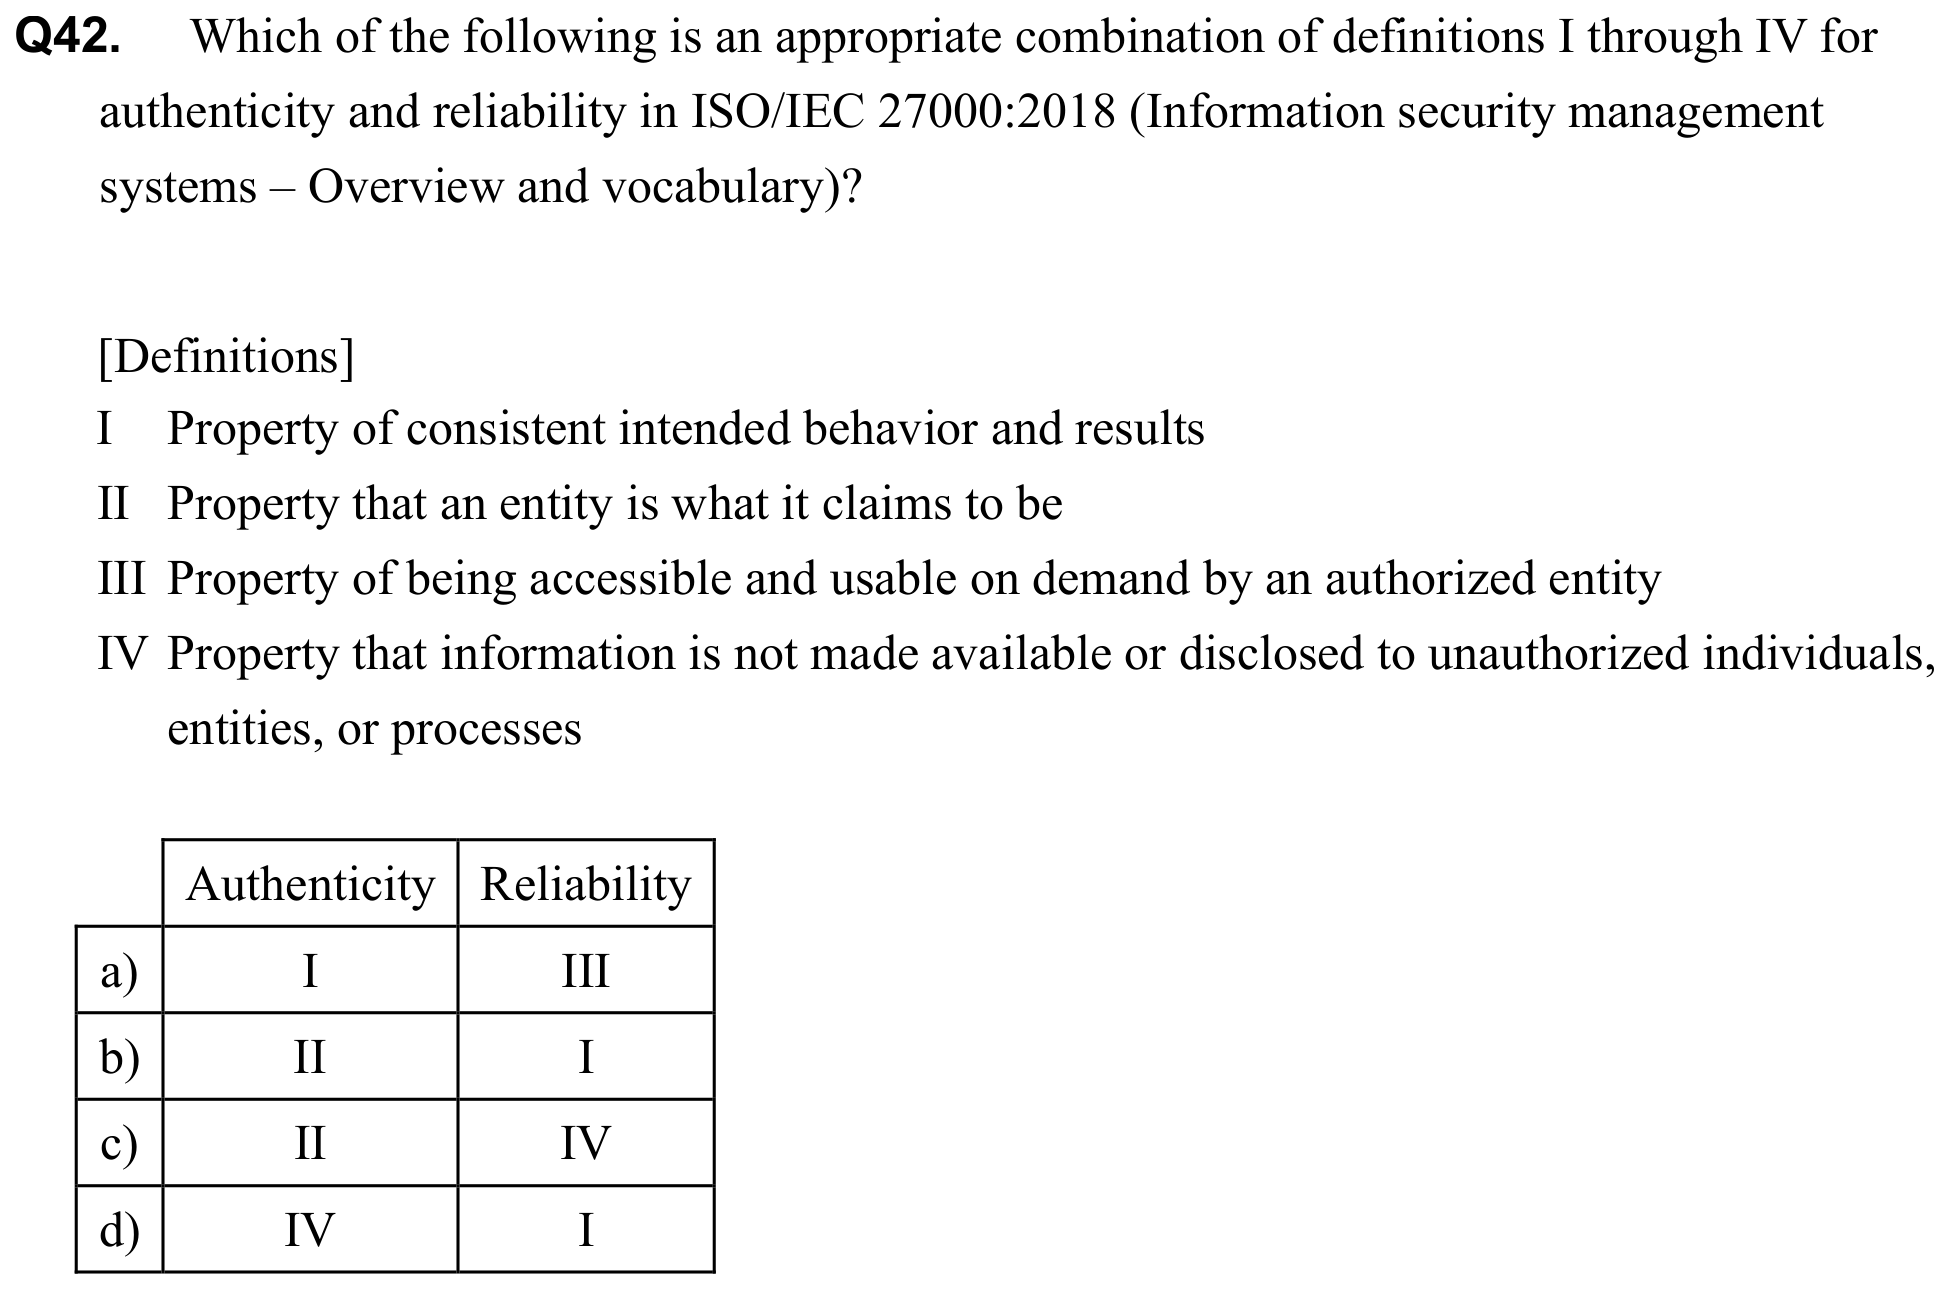 Q42. Which of the following is an appropriate combination of definitions I through IV for
authenticity and reliability in ISO/IEC 27000:2018 (Information security management
systems – Overview and vocabulary)?
[Definitions]
I Property of consistent intended behavior and results
II Property that an entity is what it claims to be
III Property of being accessible and usable on demand by an authorized entity
IV Property that information is not made available or disclosed to unauthorized individuals,
entities, or processes
Authenticity Reliability
a) I III
b) II I
c) II IV
d) IV I